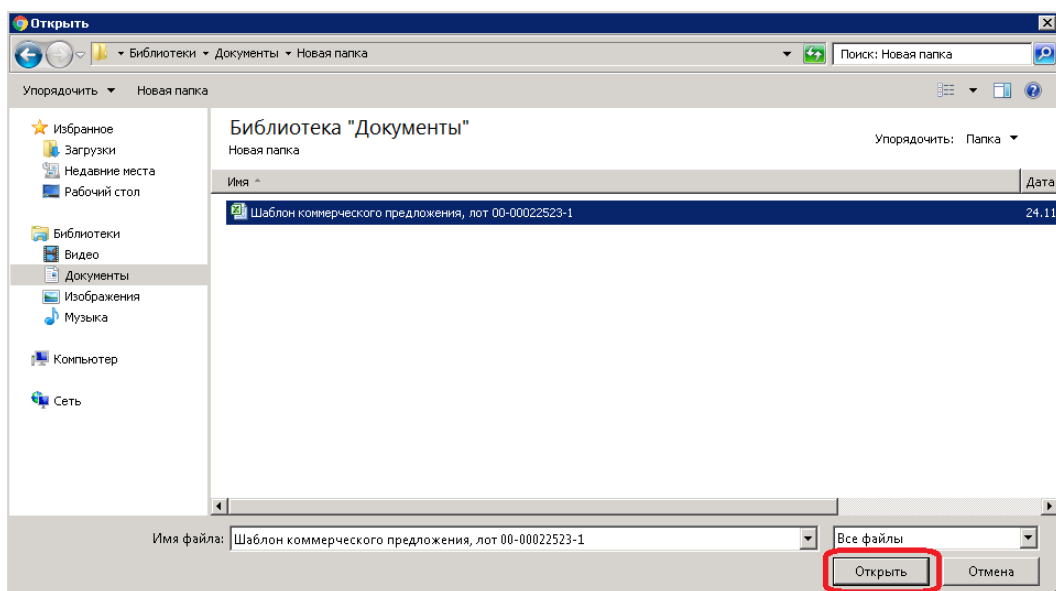 Открыть
Библиотеки Документы Новая папка
Поиск: Новая папка
Упорядочить Новая папка
Избранное
Загрузки
Недавние места
Рабочий стол
Библиотеки
Видео
Документы
Изображения
Музыка
Компьютер
Сеть
Библиотека "Документы"
Новая папка
Упорядочить: Папка
Имя Дата
Шаблон коммерческого предложения, лот 00-00022523-1 24.11
Имя файла: Шаблон коммерческого предложения, лот 00-00022523-1 Все файлы
Открыть Отмена